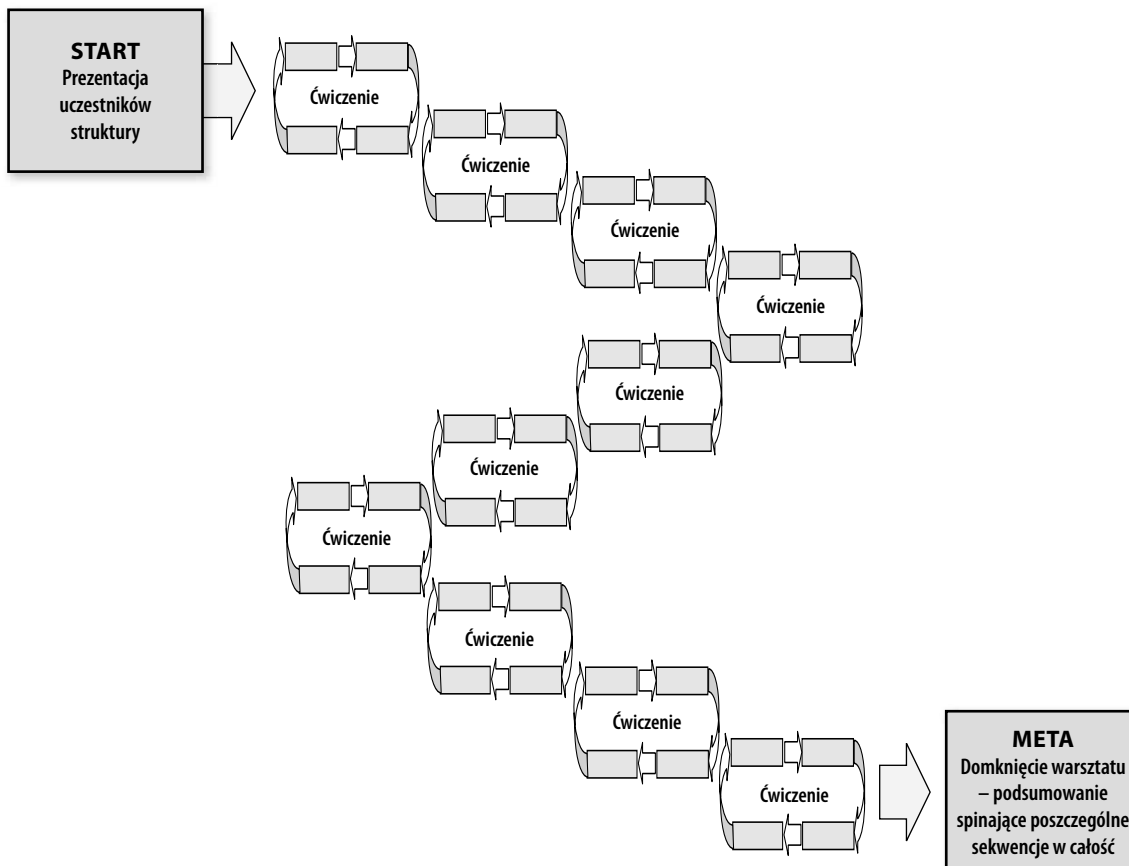 START
Prezentacja
uczestników
struktury
Ćwiczenie
Ćwiczenie
Ćwiczenie
Ćwiczenie
Ćwiczenie
Ćwiczenie
Ćwiczenie
Ćwiczenie
Ćwiczenie
Ćwiczenie
META
Domknięcie warsztatu
– podsumowanie
spinające poszczególne
sekwencje w całość